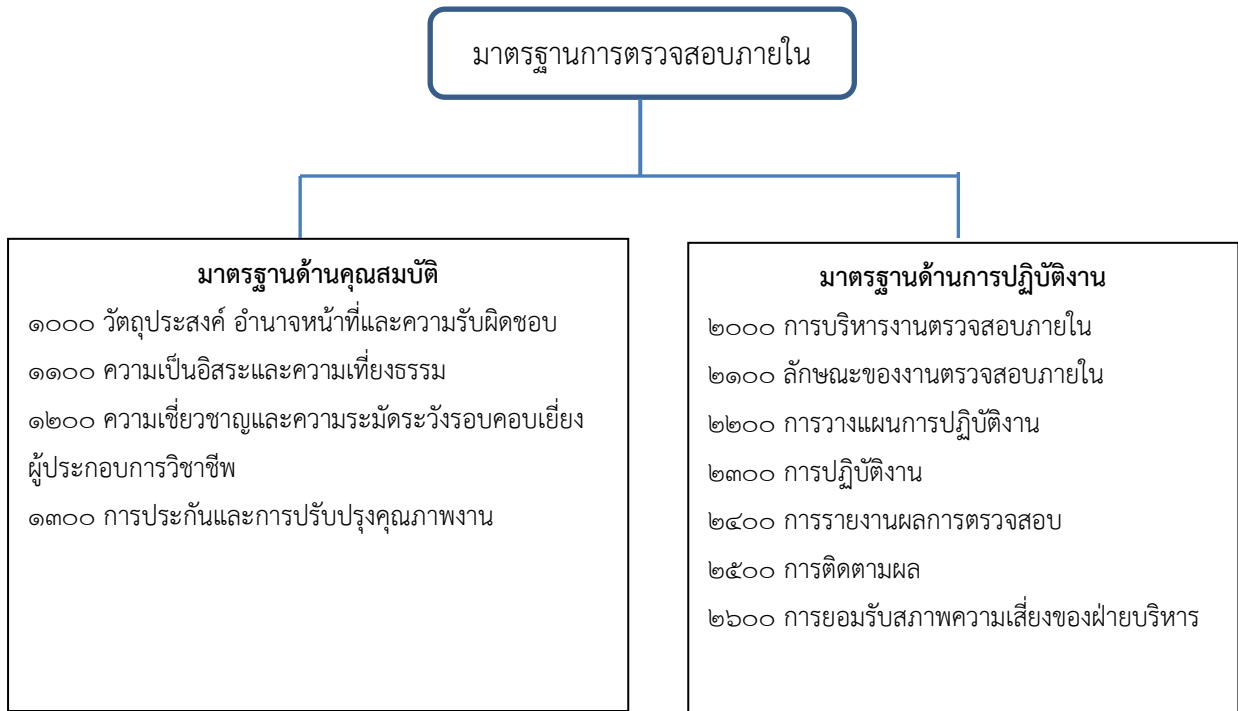 มาตรฐานการตรวจสอบภายใน
มาตรฐานด้านคุณสมบัติ
๑๐๐๐ วัตถุประสงค์ อำนาจหน้าที่และความรับผิดชอบ
๑๑๐๐ ความเป็นอิสระและความเที่ยงธรรม
๑๒๐๐ ความเชี่ยวชาญและความระมัดระวังรอบคอบเยี่ยง
ผู้ประกอบการวิชาชีพ
๑๓๐๐ การประกันและการปรับปรุงคุณภาพงาน
มาตรฐานด้านการปฏิบัติงาน
๒๐๐๐ การบริหารงานตรวจสอบภายใน
๒๑๐๐ ลักษณะของงานตรวจสอบภายใน
๒๒๐๐ การวางแผนการปฏิบัติงาน
๒๓๐๐ การปฏิบัติงาน
๒๔๐๐ การรายงานผลการตรวจสอบ
๒๕๐๐ การติดตามผล
๒๖๐๐ การยอมรับสภาพความเสี่ยงของฝ่ายบริหาร